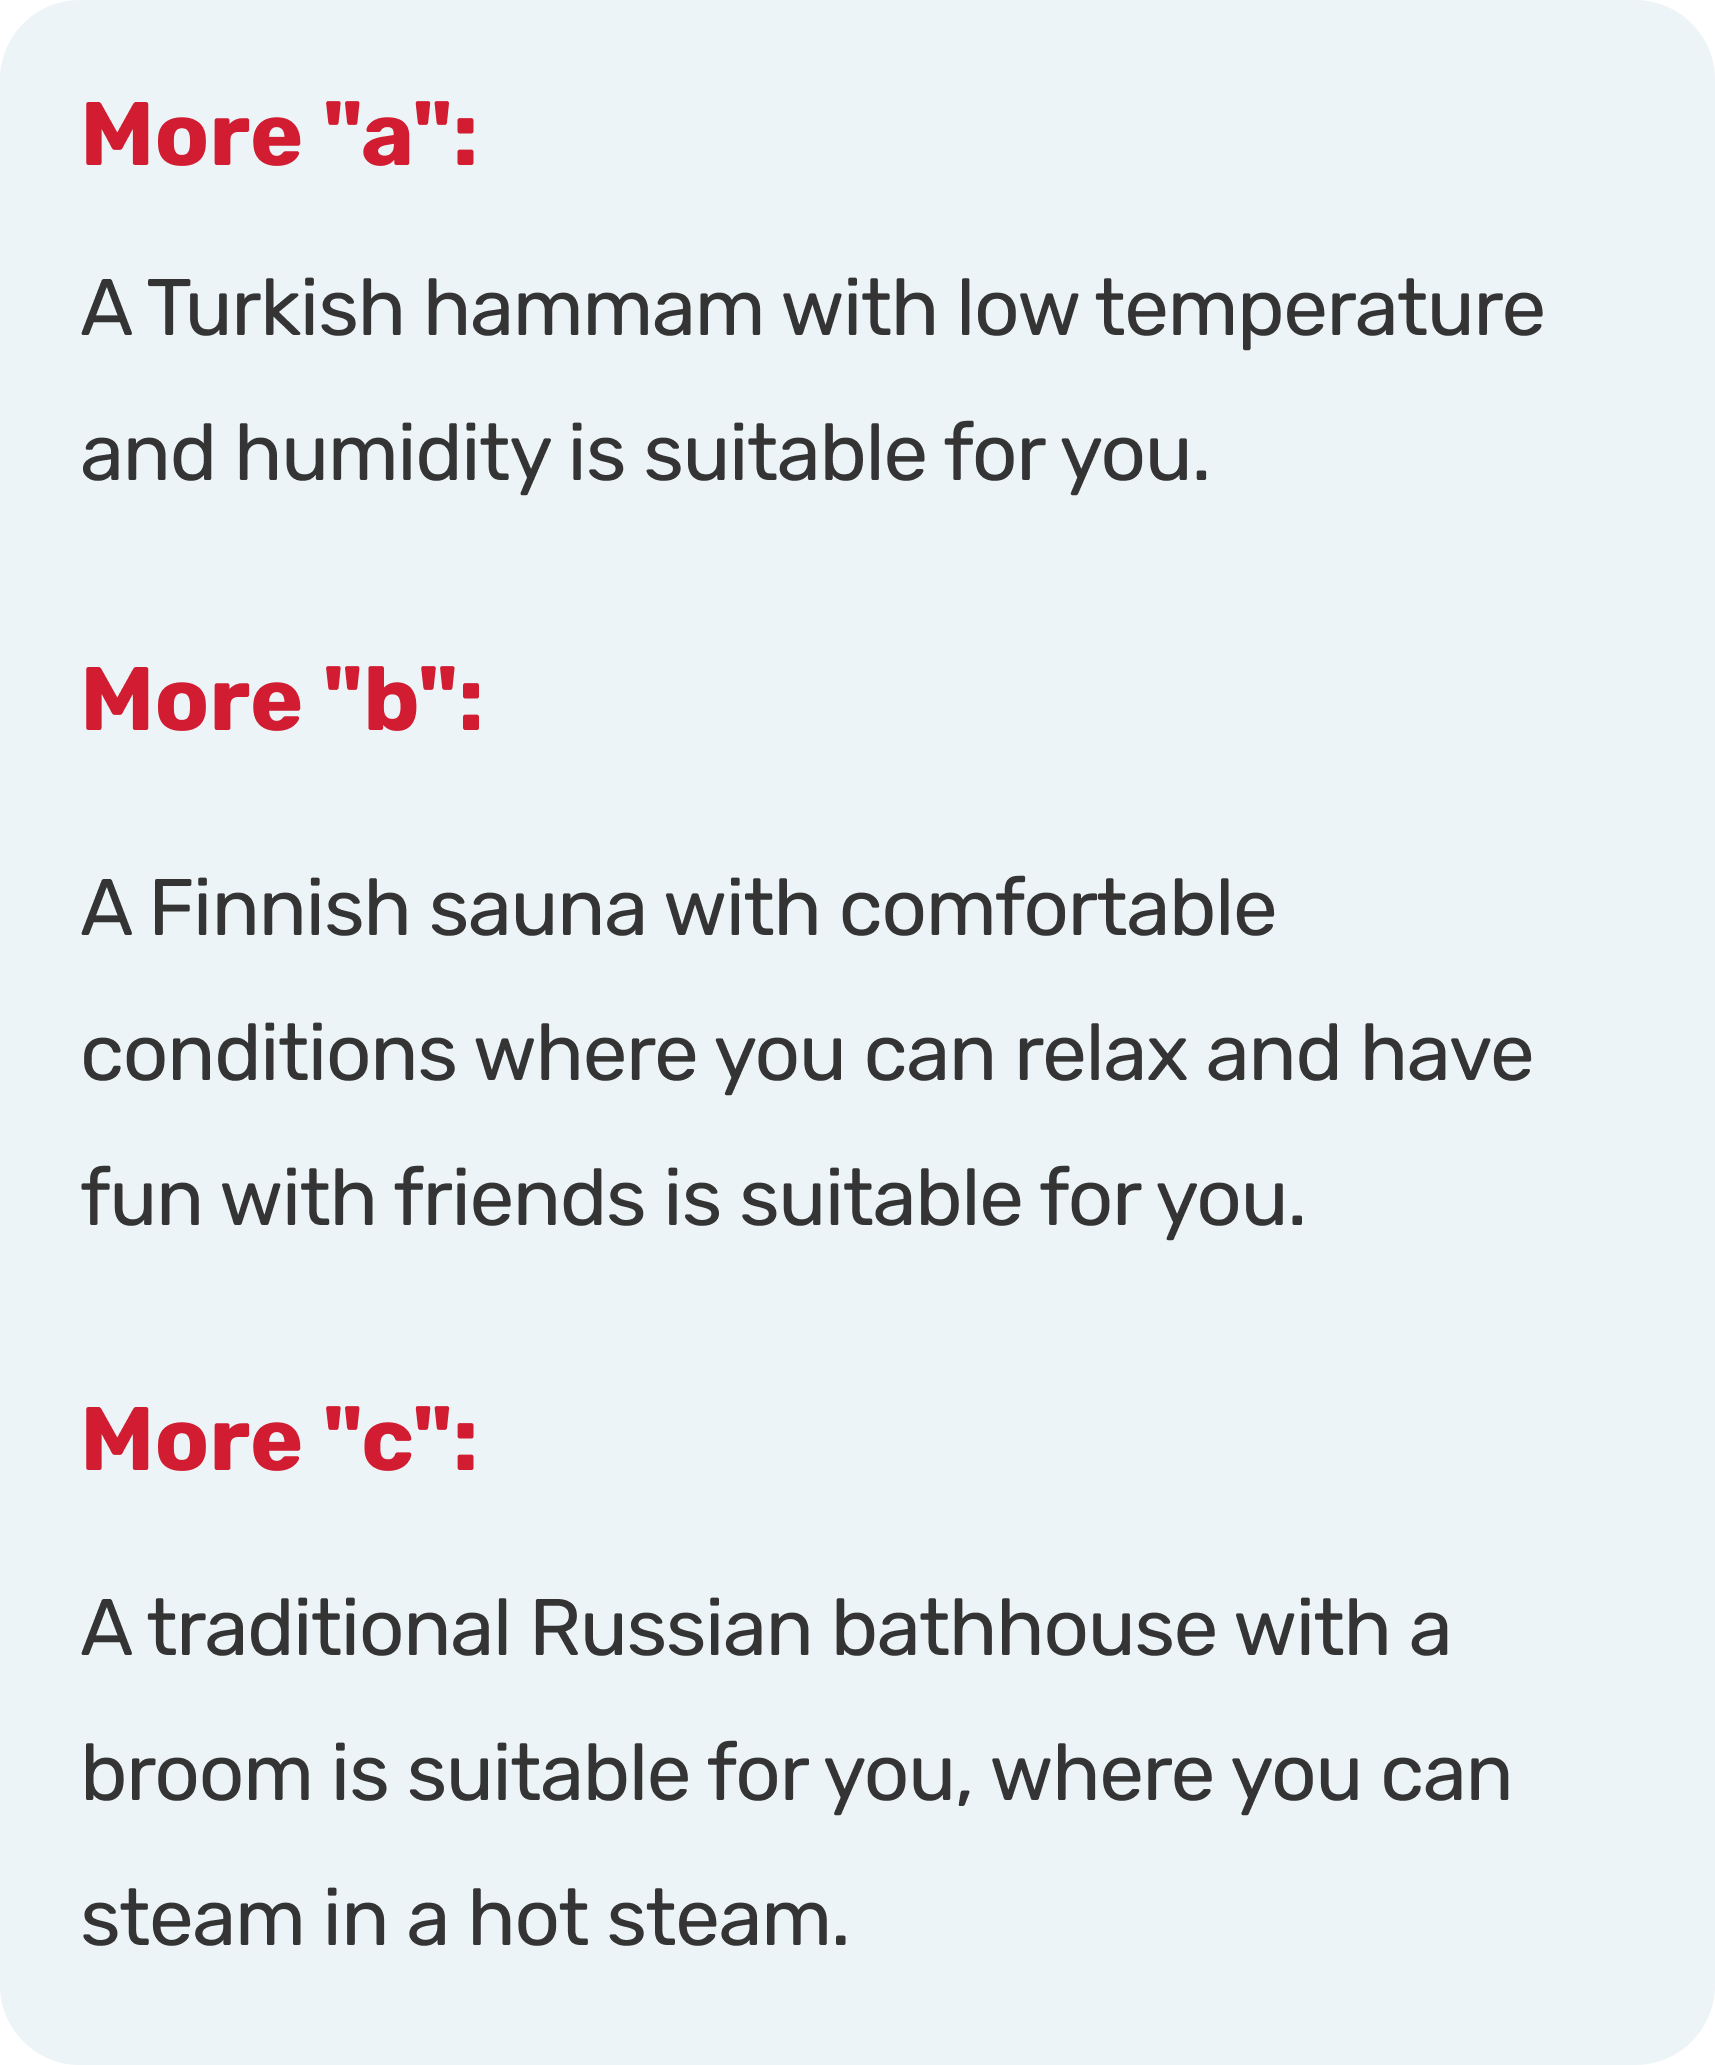 More "a":
A Turkish hammam with low temperature
and humidity is suitable for you.
More "b":
A Finnish sauna with comfortable
conditions where you can relax and have
fun with friends is suitable for you.
More "c":
A traditional Russian bathhouse with a
broom is suitable for you, where you can
steam in a hot steam.